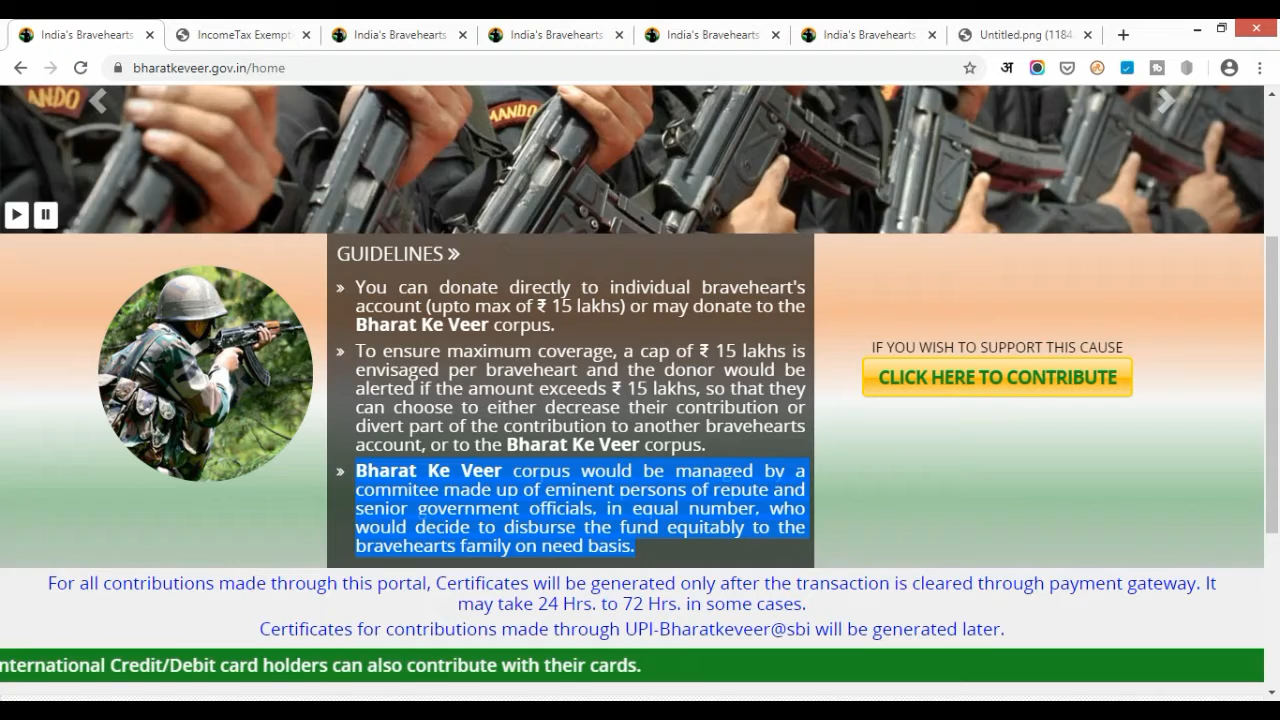 India's Bravehearts
IncomeTax Exempt
India's Bravehearts
India's Bravehearts
India's Bravehearts
India's Bravehearts
Untitled.png (1184
bharatkeveer.gov.in/home
अ
ANDO
MANDO
GUIDELINES »
» You can donate directly to individual braveheart's
account (upto max of ₹ 15 lakhs) or may donate to the
Bharat Ke Veer corpus.
» To ensure maximum coverage, a cap of ₹ 15 lakhs is
envisaged per braveheart and the donor would be
alerted if the amount exceeds ₹ 15 lakhs, so that they
can choose to either decrease their contribution or
divert part of the contribution to another bravehearts
account, or to the Bharat Ke Veer corpus.
» Bharat Ke Veer corpus would be managed by a
commitee made up of eminent persons of repute and
senior government officials, in equal number, who
would decide to disburse the fund equitably to the
bravehearts family on need basis.
IF YOU WISH TO SUPPORT THIS CAUSE
CLICK HERE TO CONTRIBUTE
For all contributions made through this portal, Certificates will be generated only after the transaction is cleared through payment gateway. It
may take 24 Hrs. to 72 Hrs. in some cases.
Certificates for contributions made through UPI-Bharatkeveer@sbi will be generated later.
nternational Credit/Debit card holders can also contribute with their cards.